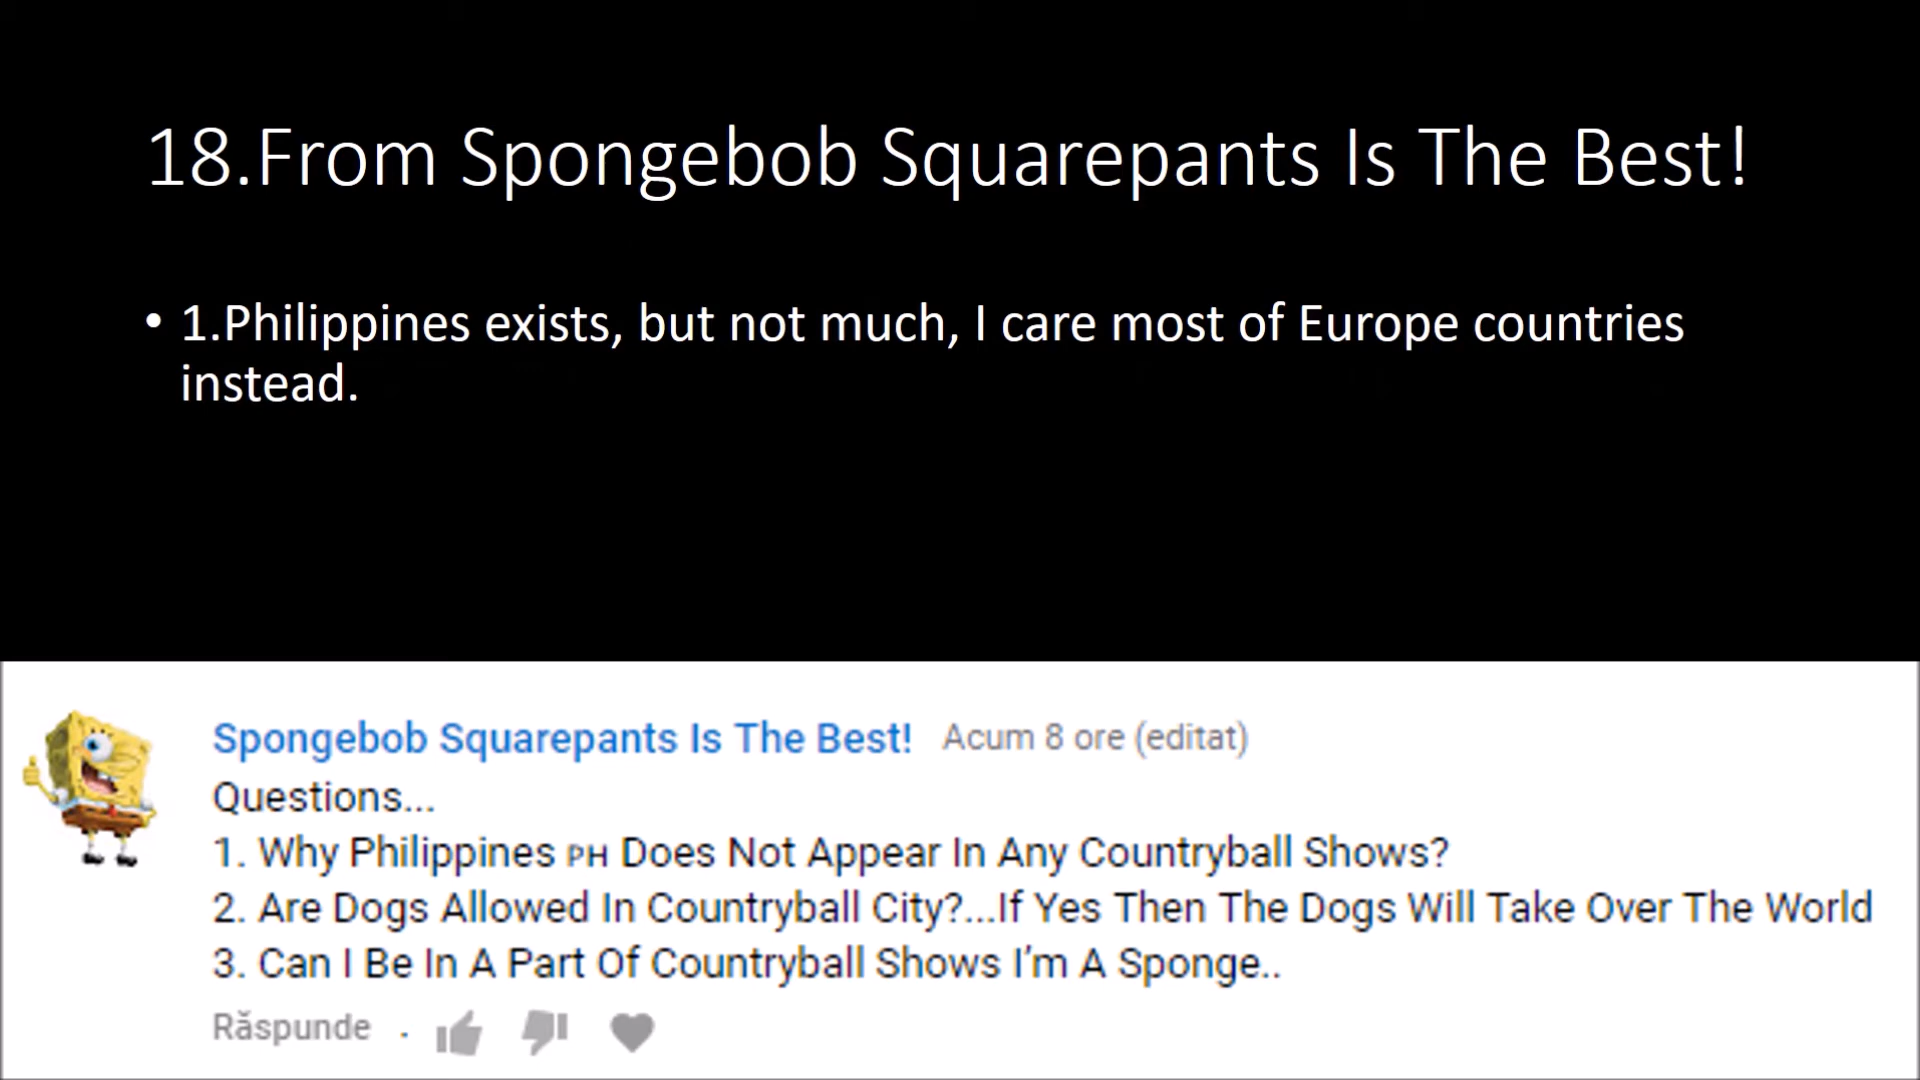 18.From Spongebob Squarepants Is The Best!
• 1.Philippines exists, but not much, I care most of Europe countries
instead.
Spongebob Squarepants Is The Best! Acum 8 ore (editat)
Questions...
1. Why Philippines PH Does Not Appear In Any Countryball Shows?
2. Are Dogs Allowed In Countryball City?...If Yes Then The Dogs Will Take Over The World
3. Can I Be In A Part Of Countryball Shows I'm A Sponge..
Răspunde